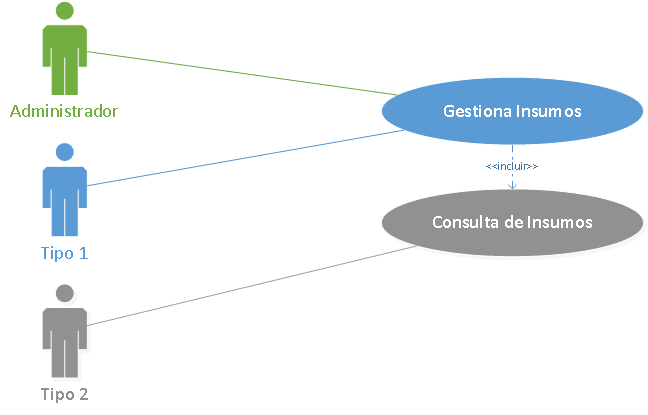 Administrador
Gestiona Insumos
<<incluir>>
Tipo 1
Consulta de Insumos
Tipo 2